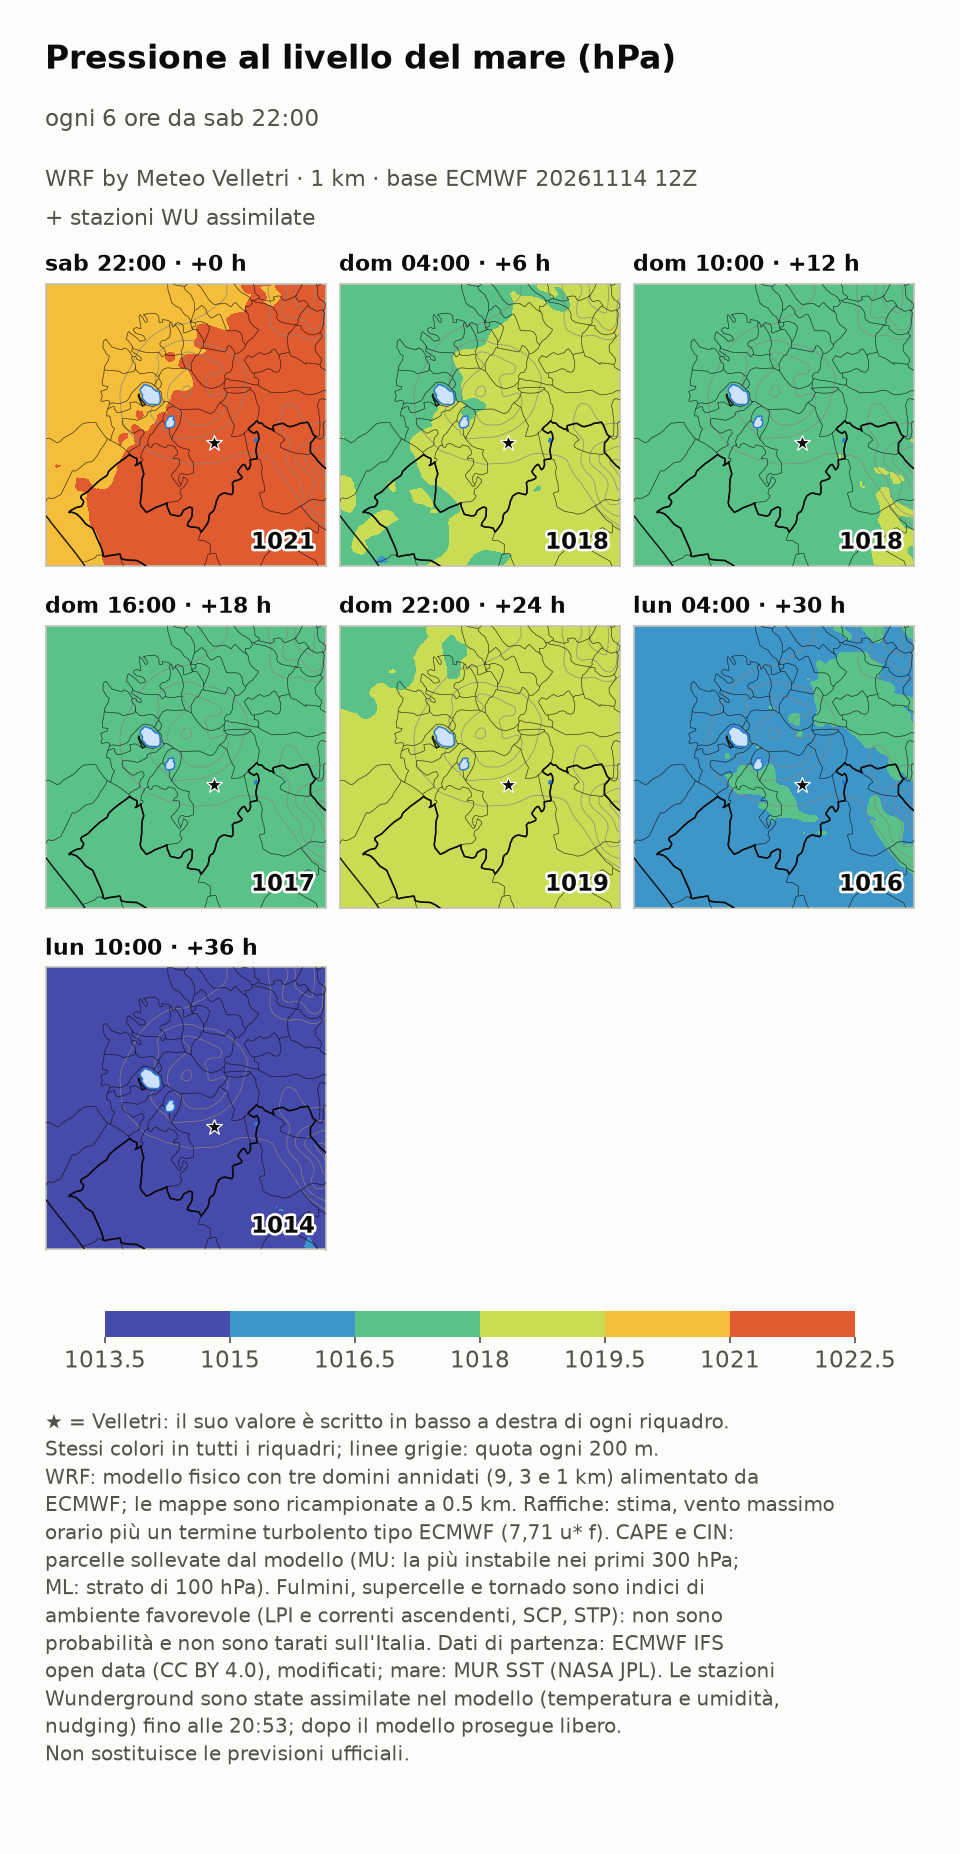 Pressione al livello del mare (hPa)
ogni 6 ore da sab 22:00
WRF by Meteo Velletri · 1 km · base ECMWF 20261114 12Z
+ stazioni WU assimilate
sab 22:00 · +0 h
dom 04:00 · +6 h
dom 10:00 · +12 h
1021
1018
1018
dom 16:00 · +18 h
dom 22:00 · +24 h
lun 04:00 · +30 h
1017
1019
1016
lun 10:00 · +36 h
1014
1013.5 1015 1016.5 1018 1019.5 1021 1022.5
★ = Velletri: il suo valore è scritto in basso a destra di ogni riquadro.
Stessi colori in tutti i riquadri; linee grigie: quota ogni 200 m.
WRF: modello fisico con tre domini annidati (9, 3 e 1 km) alimentato da
ECMWF; le mappe sono ricampionate a 0.5 km. Raffiche: stima, vento massimo
orario più un termine turbolento tipo ECMWF (7,71 u* f). CAPE e CIN:
parcelle sollevate dal modello (MU: la più instabile nei primi 300 hPa;
ML: strato di 100 hPa). Fulmini, supercelle e tornado sono indici di
ambiente favorevole (LPI e correnti ascendenti, SCP, STP): non sono
probabilità e non sono tarati sull'Italia. Dati di partenza: ECMWF IFS
open data (CC BY 4.0), modificati; mare: MUR SST (NASA JPL). Le stazioni
Wunderground sono state assimilate nel modello (temperatura e umidità,
nudging) fino alle 20:53; dopo il modello prosegue libero.
Non sostituisce le previsioni ufficiali.